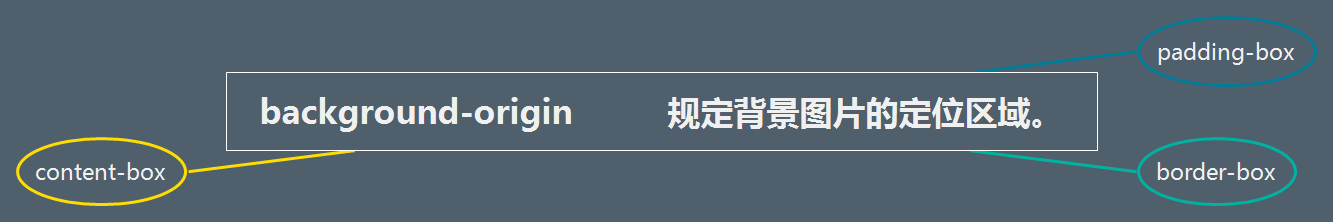 padding-box
background-origin 规定背景图片的定位区域。
content-box
border-box